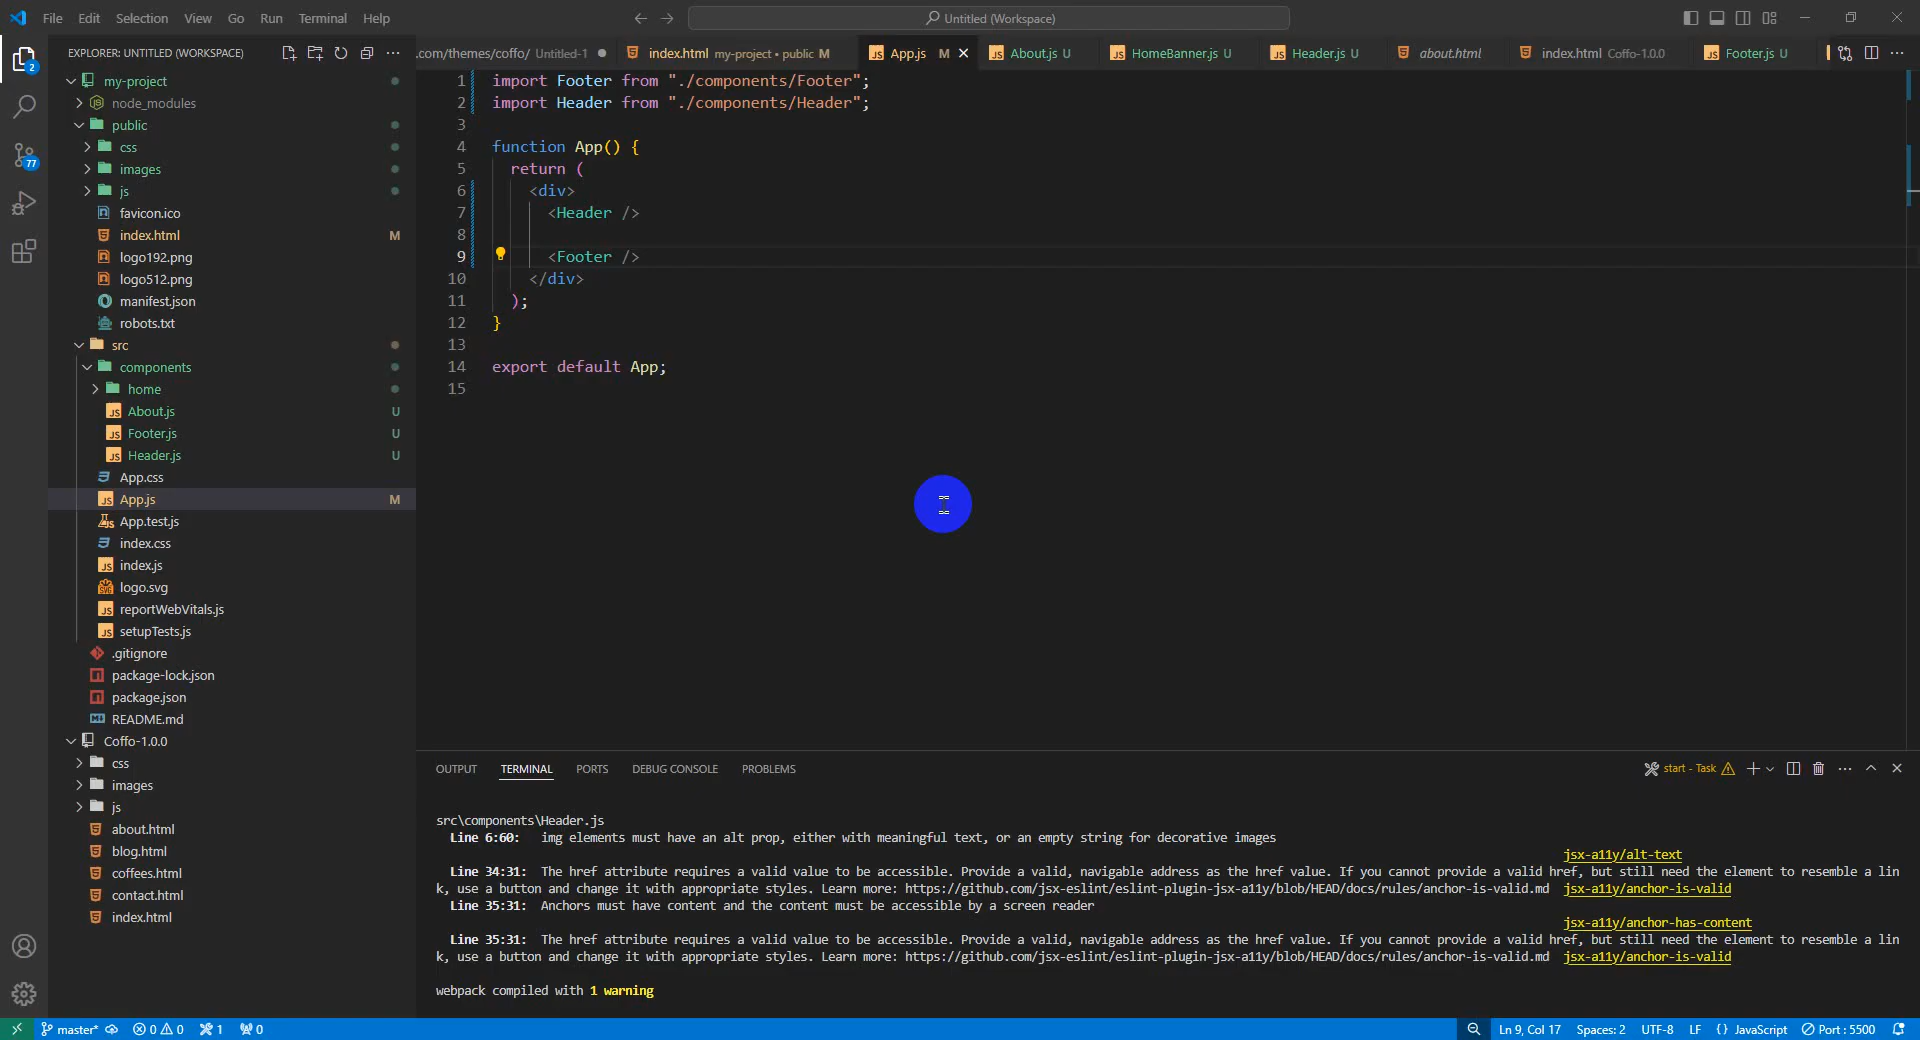 File Edit Selection View Go Run Terminal Help
Untitled (Workspace)
EXPLORER: UNTITLED (WORKSPACE)
.com/themes/coffo/ Untitled-1
index.html my-project • public M
App.js M
About.js U
HomeBanner.js U
Header.js U
about.html
index.html Coffo-1.0.0
Footer.js U
2
77
my-project
node_modules
public
css
images
js
favicon.ico
index.html M
logo192.png
logo512.png
manifest.json
robots.txt
src
components
home
About.js U
Footer.js U
Header.js U
App.css
App.js M
App.test.js
index.css
index.js
logo.svg
reportWebVitals.js
setupTests.js
.gitignore
package-lock.json
package.json
README.md
Coffo-1.0.0
css
images
js
about.html
blog.html
coffees.html
contact.html
index.html
1 import Footer from "./components/Footer";
2 import Header from "./components/Header";
3
4 function App() {
5 return (
6 <div>
7 <Header />
8
9 <Footer />
10 </div>
11 );
12 }
13
14 export default App;
15
OUTPUT TERMINAL PORTS DEBUG CONSOLE PROBLEMS
start - Task
src\components\Header.js
Line 6:60: img elements must have an alt prop, either with meaningful text, or an empty string for decorative images
jsx-a11y/alt-text
Line 34:31: The href attribute requires a valid value to be accessible. Provide a valid, navigable address as the href value. If you cannot provide a valid href, but still need the element to resemble a lin
k, use a button and change it with appropriate styles. Learn more: https://github.com/jsx-eslint/eslint-plugin-jsx-a11y/blob/HEAD/docs/rules/anchor-is-valid.md jsx-a11y/anchor-is-valid
Line 35:31: Anchors must have content and the content must be accessible by a screen reader
jsx-a11y/anchor-has-content
Line 35:31: The href attribute requires a valid value to be accessible. Provide a valid, navigable address as the href value. If you cannot provide a valid href, but still need the element to resemble a lin
k, use a button and change it with appropriate styles. Learn more: https://github.com/jsx-eslint/eslint-plugin-jsx-a11y/blob/HEAD/docs/rules/anchor-is-valid.md jsx-a11y/anchor-is-valid
webpack compiled with 1 warning
master* 0 0 1 0
Ln 9, Col 17 Spaces: 2 UTF-8 LF {} JavaScript Port : 5500